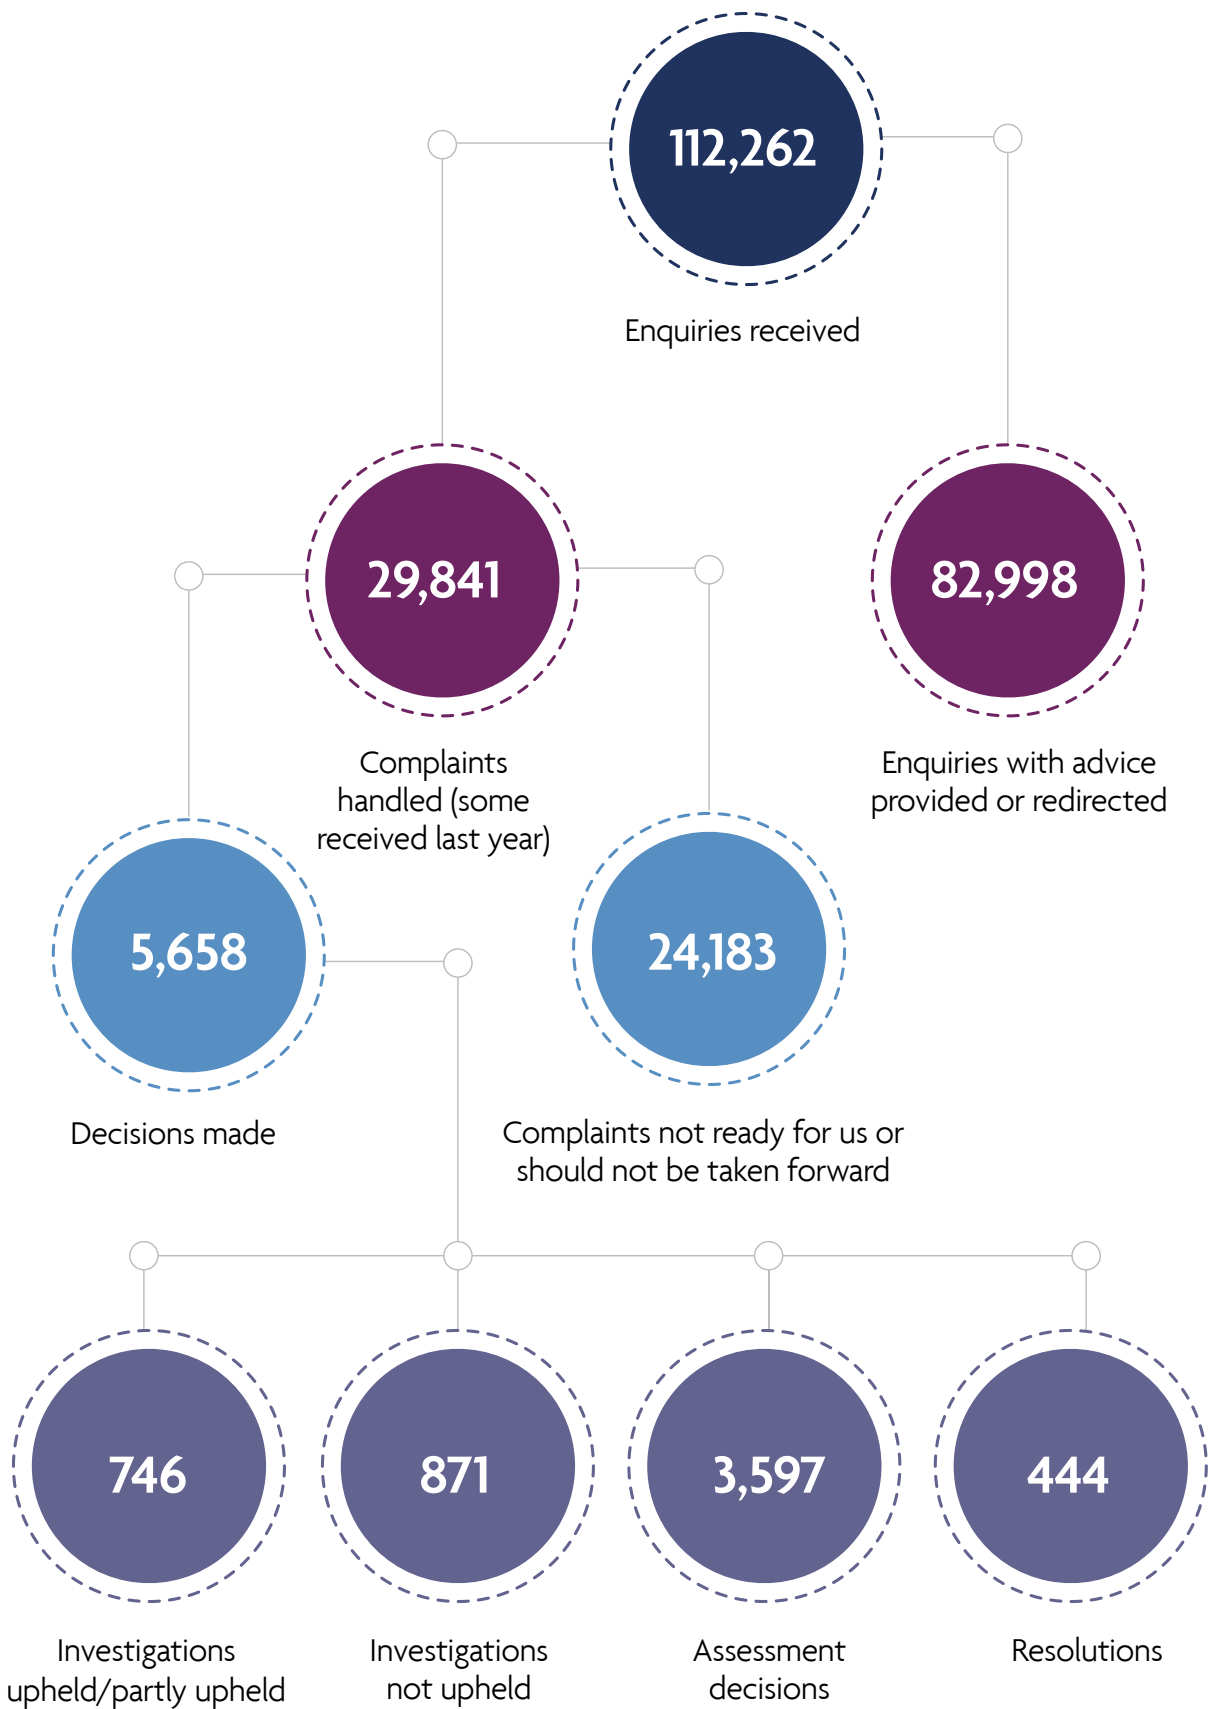 112,262
Enquiries received
29,841
82,998
Complaints
handled (some
received last year)
Enquiries with advice
provided or redirected
5,658
24,183
Decisions made
Complaints not ready for us or
should not be taken forward
746
871
3,597
444
Investigations
upheld/partly upheld
Investigations
not upheld
Assessment
decisions
Resolutions